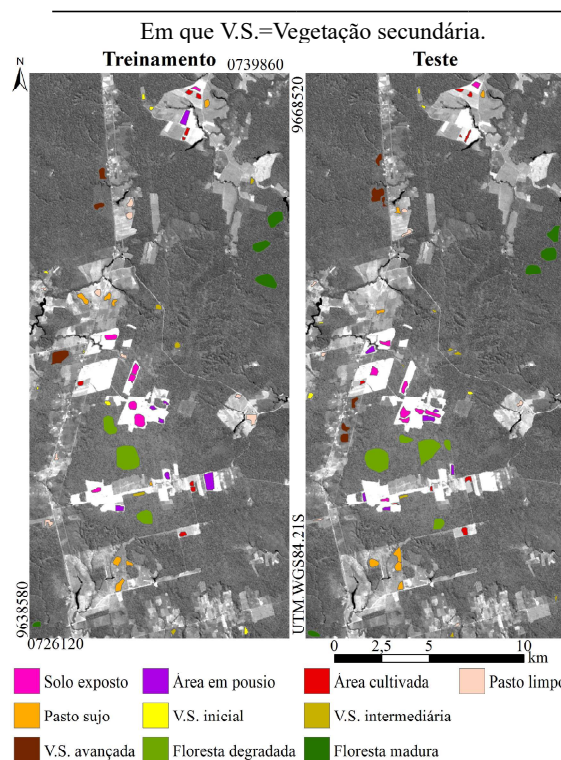 Em que V.S.=Vegetação secundária.
Treinamento 0739860 Teste
N
9668520
9638580
UTM.WGS84.21S
0726120
0 2,5 5 10
km
Solo exposto Área em pousio Área cultivada Pasto limpo
Pasto sujo V.S. inicial V.S. intermediária
V.S. avançada Floresta degradada Floresta madura